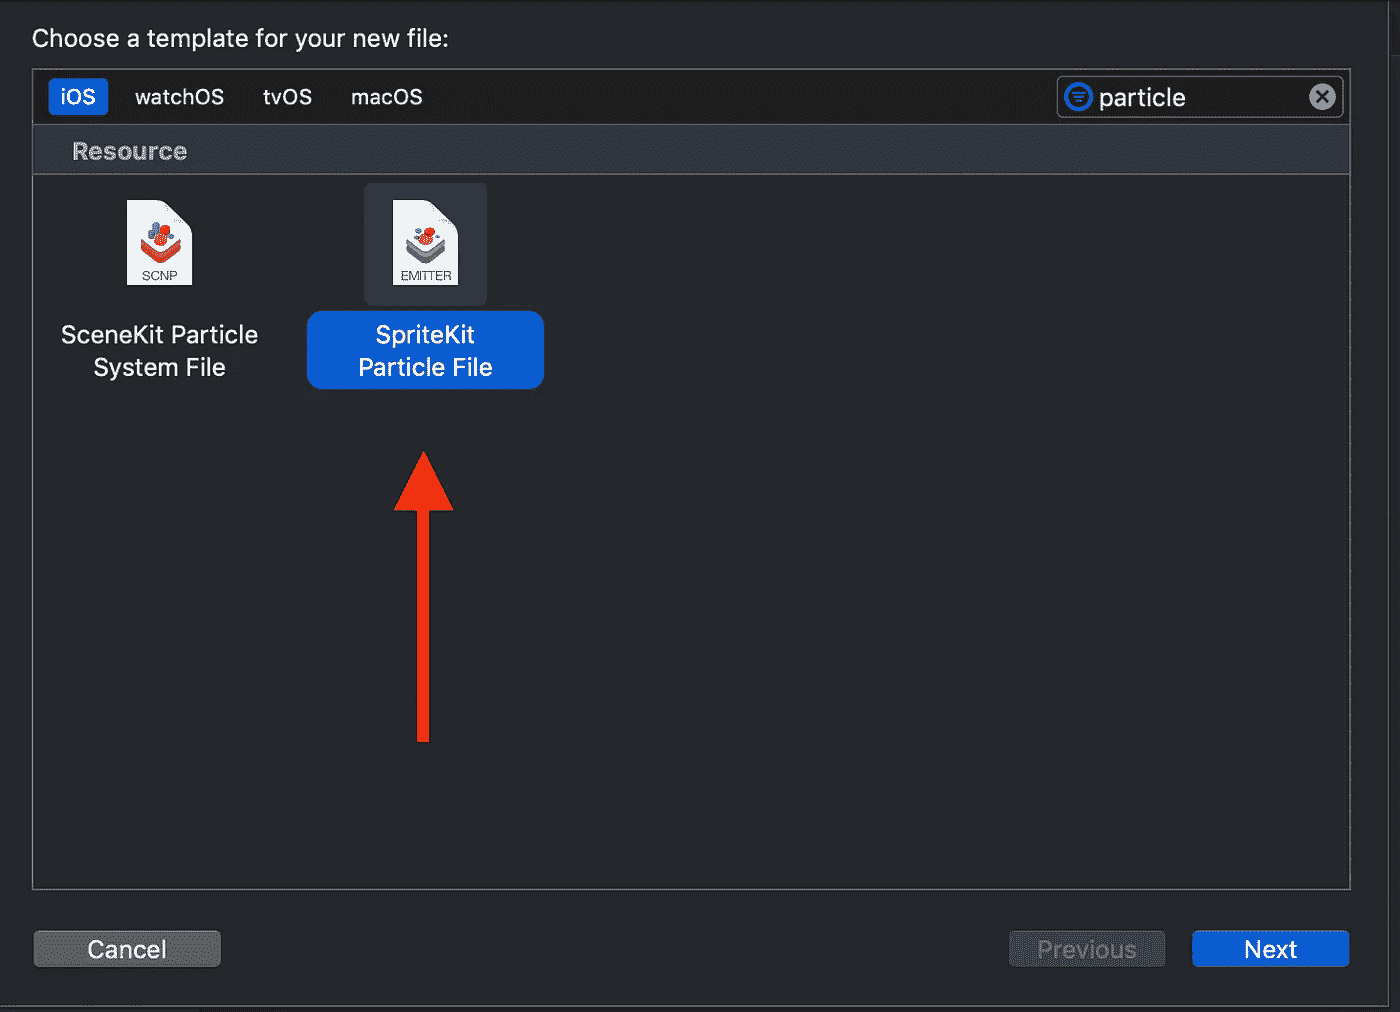 Choose a template for your new file:
iOS watchOS tvOS macOS particle
Resource
SCNP EMITTER
SceneKit Particle SpriteKit
System File Particle File
Cancel Previous Next